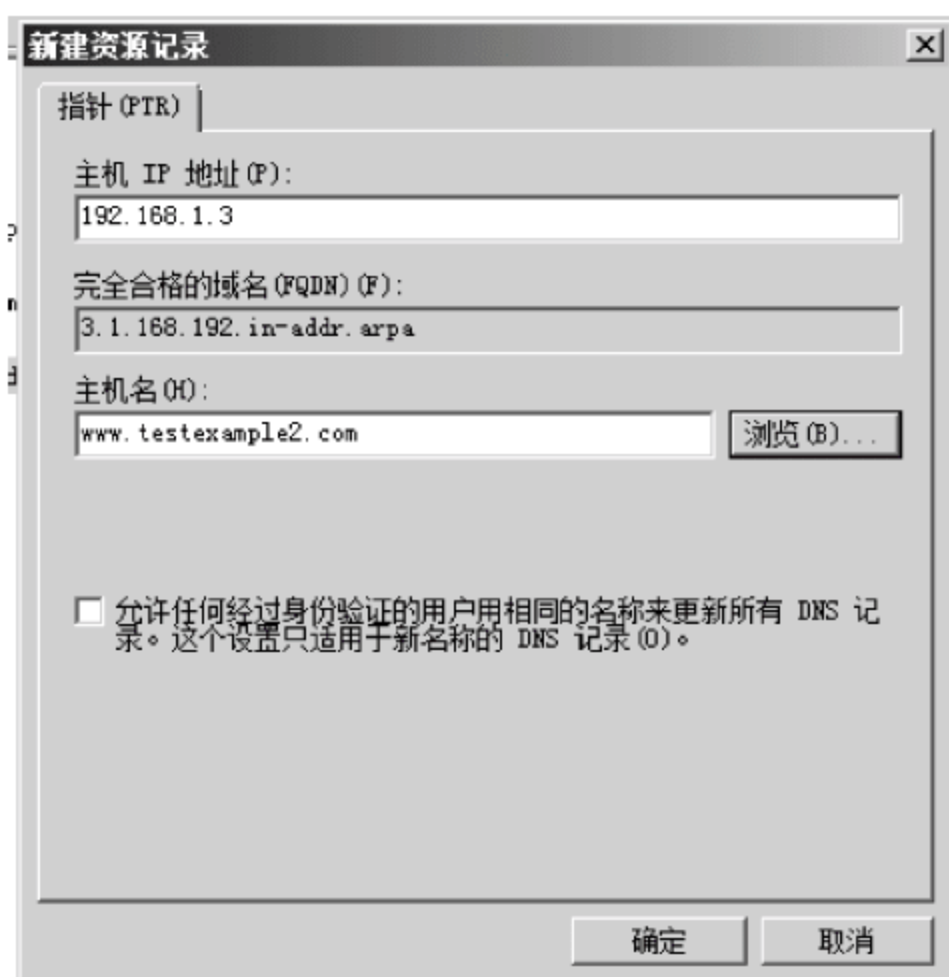 新建资源记录
指针(PTR)
主机 IP 地址(P):
192.168.1.3
完全合格的域名(FQDN)(F):
3.1.168.192.in-addr.arpa
主机名(H):
www.testexample2.com
浏览(B)...
允许任何经过身份验证的用户用相同的名称来更新所有 DNS 记
录。这个设置只适用于新名称的 DNS 记录(O)。
确定
取消